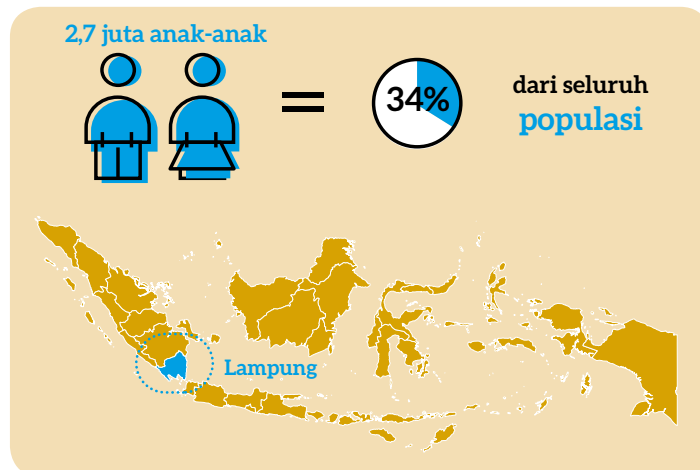 2,7 juta anak-anak
=
34%
dari seluruh
populasi
Lampung